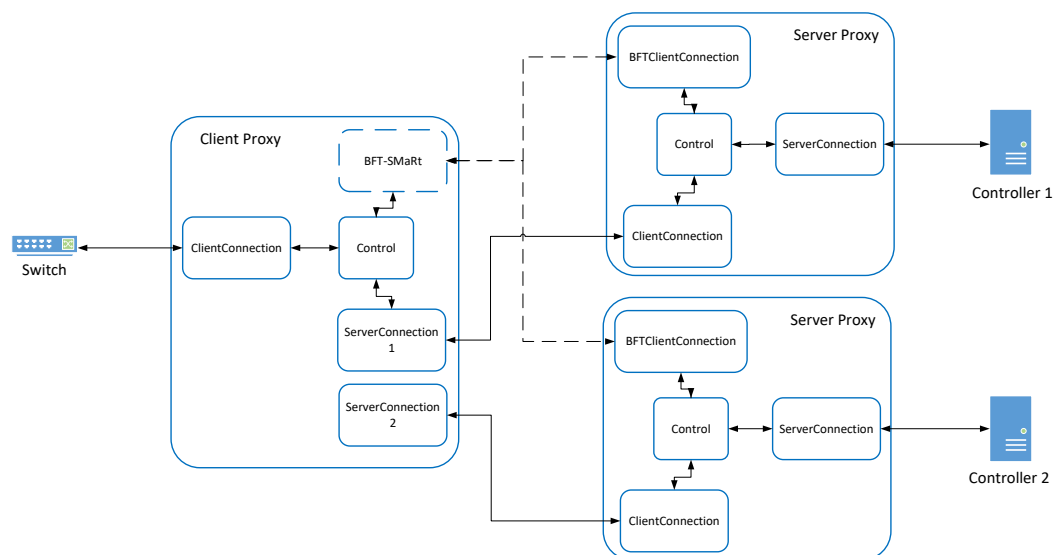 Switch
Client Proxy
BFT-SMaRt
ClientConnection
Control
ServerConnection
1
ServerConnection
2
Server Proxy
BFTClientConnection
Control
ServerConnection
ClientConnection
Controller 1
Server Proxy
BFTClientConnection
Control
ServerConnection
ClientConnection
Controller 2